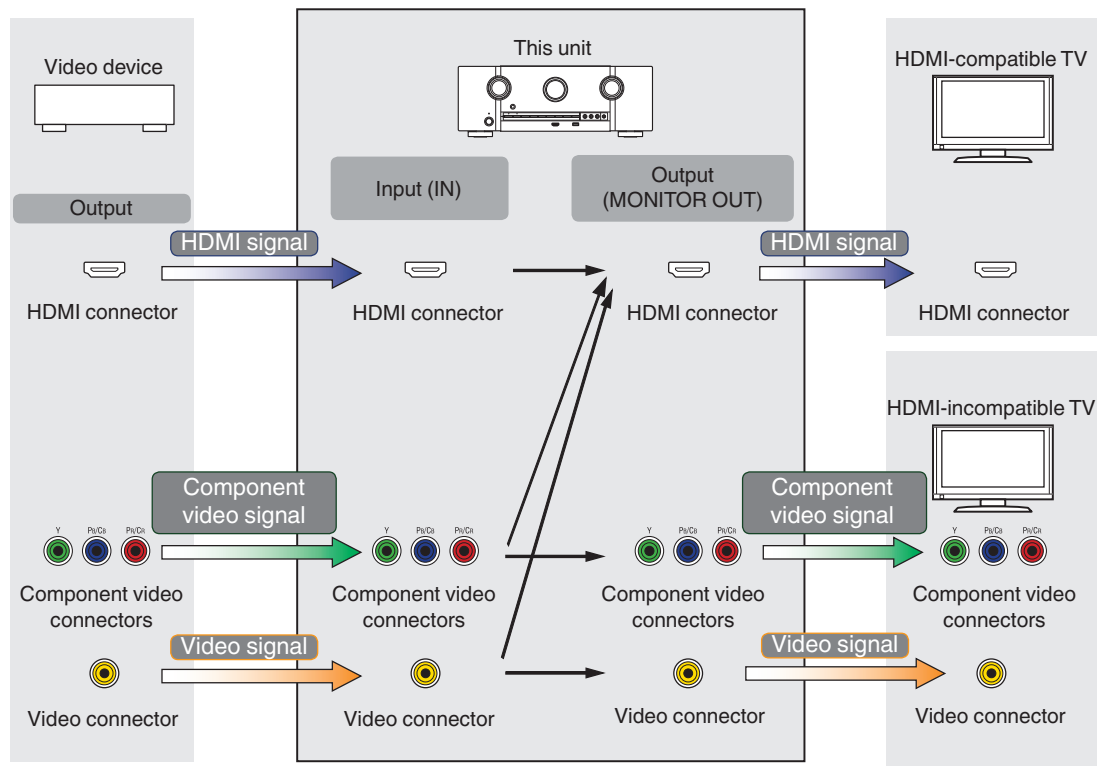 Video device
This unit
HDMI-compatible TV
Output
Input (IN)
Output
(MONITOR OUT)
HDMI signal
HDMI signal
HDMI connector
HDMI connector
HDMI connector
HDMI connector
HDMI-incompatible TV
Component
video signal
Component
video signal
Y PB/CB PR/CR
Y PB/CB PR/CR
Y PB/CB PR/CR
Y PB/CB PR/CR
Component video
connectors
Component video
connectors
Component video
connectors
Component video
connectors
Video signal
Video signal
Video connector
Video connector
Video connector
Video connector